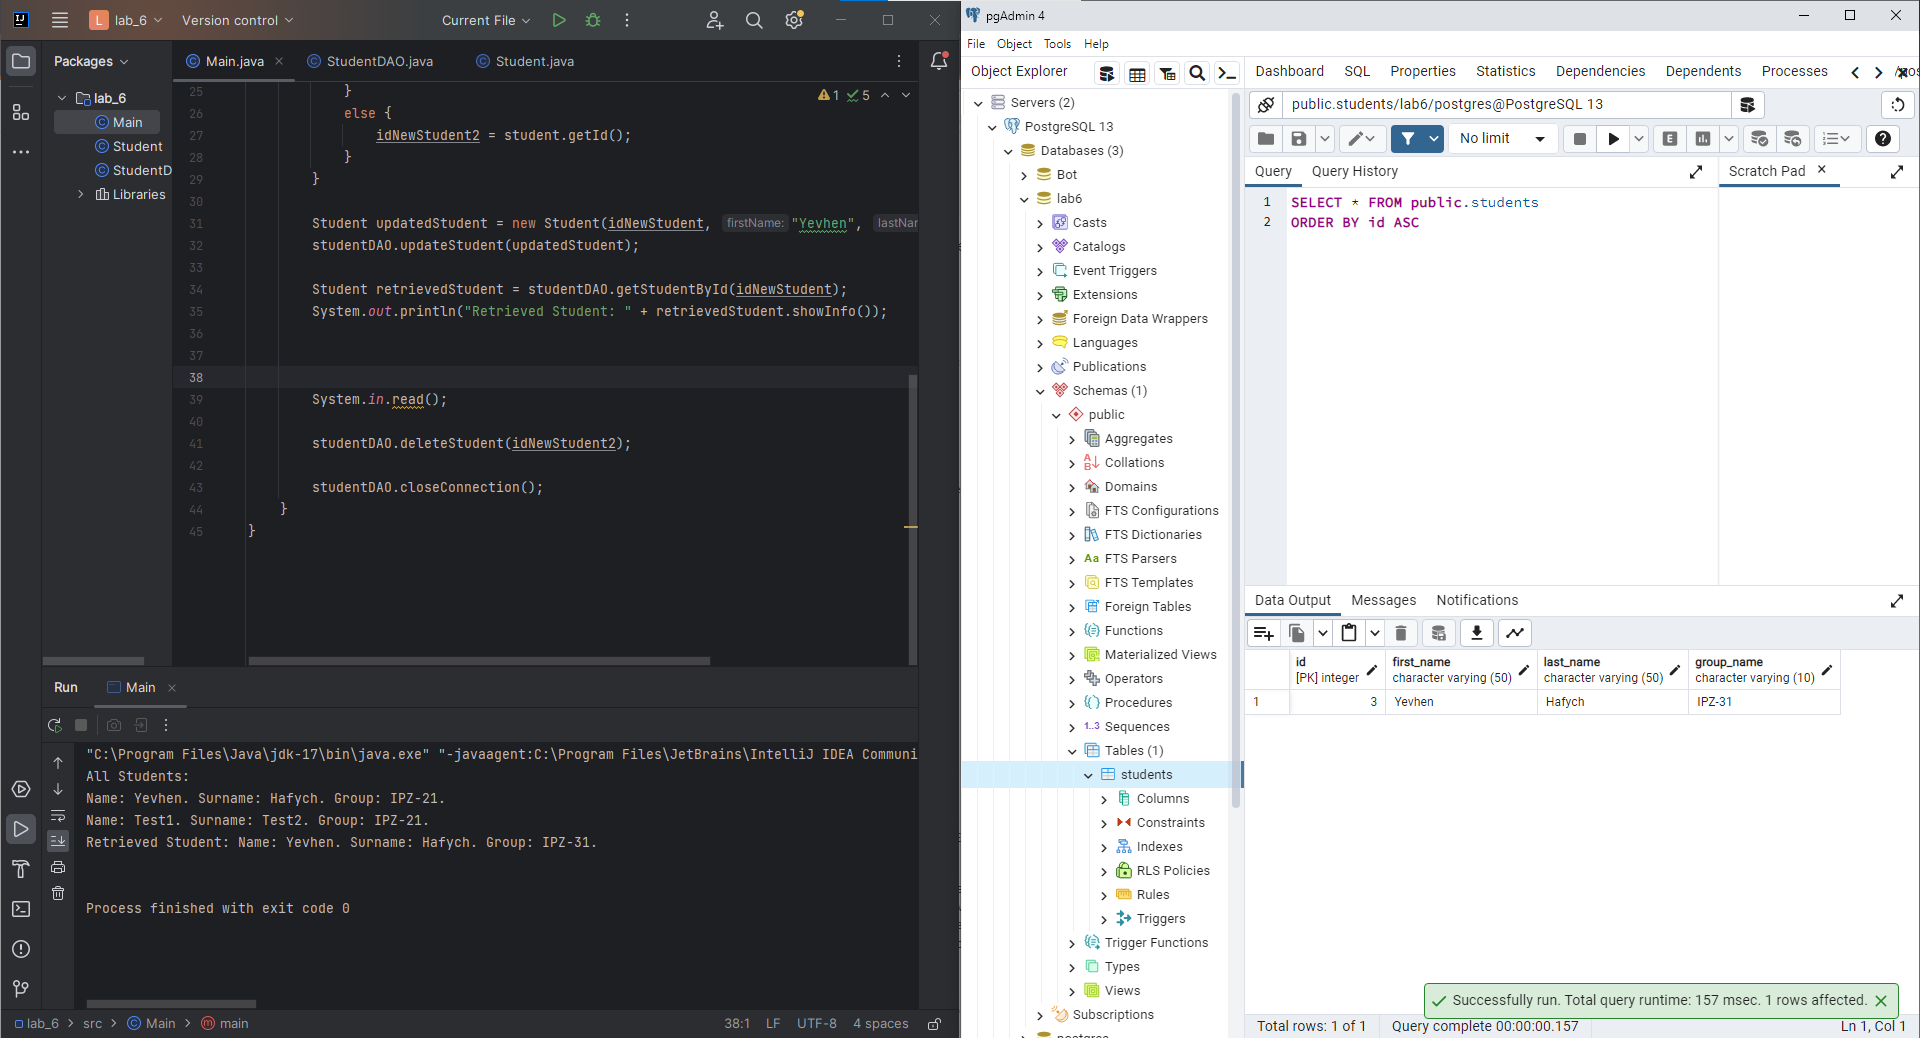 L lab_6 Version control Current File
Packages
Main.java StudentDAO.java Student.java
lab_6
Main
Student
StudentD
Libraries
1 5
25 }
26 else {
27 idNewStudent2 = student.getId();
28 }
29 }
30
31 Student updatedStudent = new Student(idNewStudent, firstName: "Yevhen", lastNar
32 studentDAO.updateStudent(updatedStudent);
33
34 Student retrievedStudent = studentDAO.getStudentById(idNewStudent);
35 System.out.println("Retrieved Student: " + retrievedStudent.showInfo());
36
37
38
39 System.in.read();
40
41 studentDAO.deleteStudent(idNewStudent2);
42
43 studentDAO.closeConnection();
44 }
45 }
Run Main
"C:\Program Files\Java\jdk-17\bin\java.exe" "-javaagent:C:\Program Files\JetBrains\IntelliJ IDEA Communi
All Students:
Name: Yevhen. Surname: Hafych. Group: IPZ-21.
Name: Test1. Surname: Test2. Group: IPZ-21.
Retrieved Student: Name: Yevhen. Surname: Hafych. Group: IPZ-31.
Process finished with exit code 0
lab_6 > src > Main > main 38:1 LF UTF-8 4 spaces
pgAdmin 4
File Object Tools Help
Object Explorer
Servers (2)
PostgreSQL 13
Databases (3)
Bot
lab6
Casts
Catalogs
Event Triggers
Extensions
Foreign Data Wrappers
Languages
Publications
Schemas (1)
public
Aggregates
Collations
Domains
FTS Configurations
FTS Dictionaries
Aa FTS Parsers
FTS Templates
Foreign Tables
Functions
Materialized Views
Operators
Procedures
1..3 Sequences
Tables (1)
students
Columns
Constraints
Indexes
RLS Policies
Rules
Triggers
Trigger Functions
Types
Views
Subscriptions
postgres
Dashboard SQL Properties Statistics Dependencies Dependents Processes
public.students/lab6/postgres@PostgreSQL 13
No limit
E
Query Query History
Scratch Pad
1 SELECT * FROM public.students
2 ORDER BY id ASC
Data Output Messages Notifications
id first_name last_name group_name
[PK] integer character varying (50) character varying (50) character varying (10)
1 3 Yevhen Hafych IPZ-31
Successfully run. Total query runtime: 157 msec. 1 rows affected.
Total rows: 1 of 1 Query complete 00:00:00.157 Ln 1, Col 1